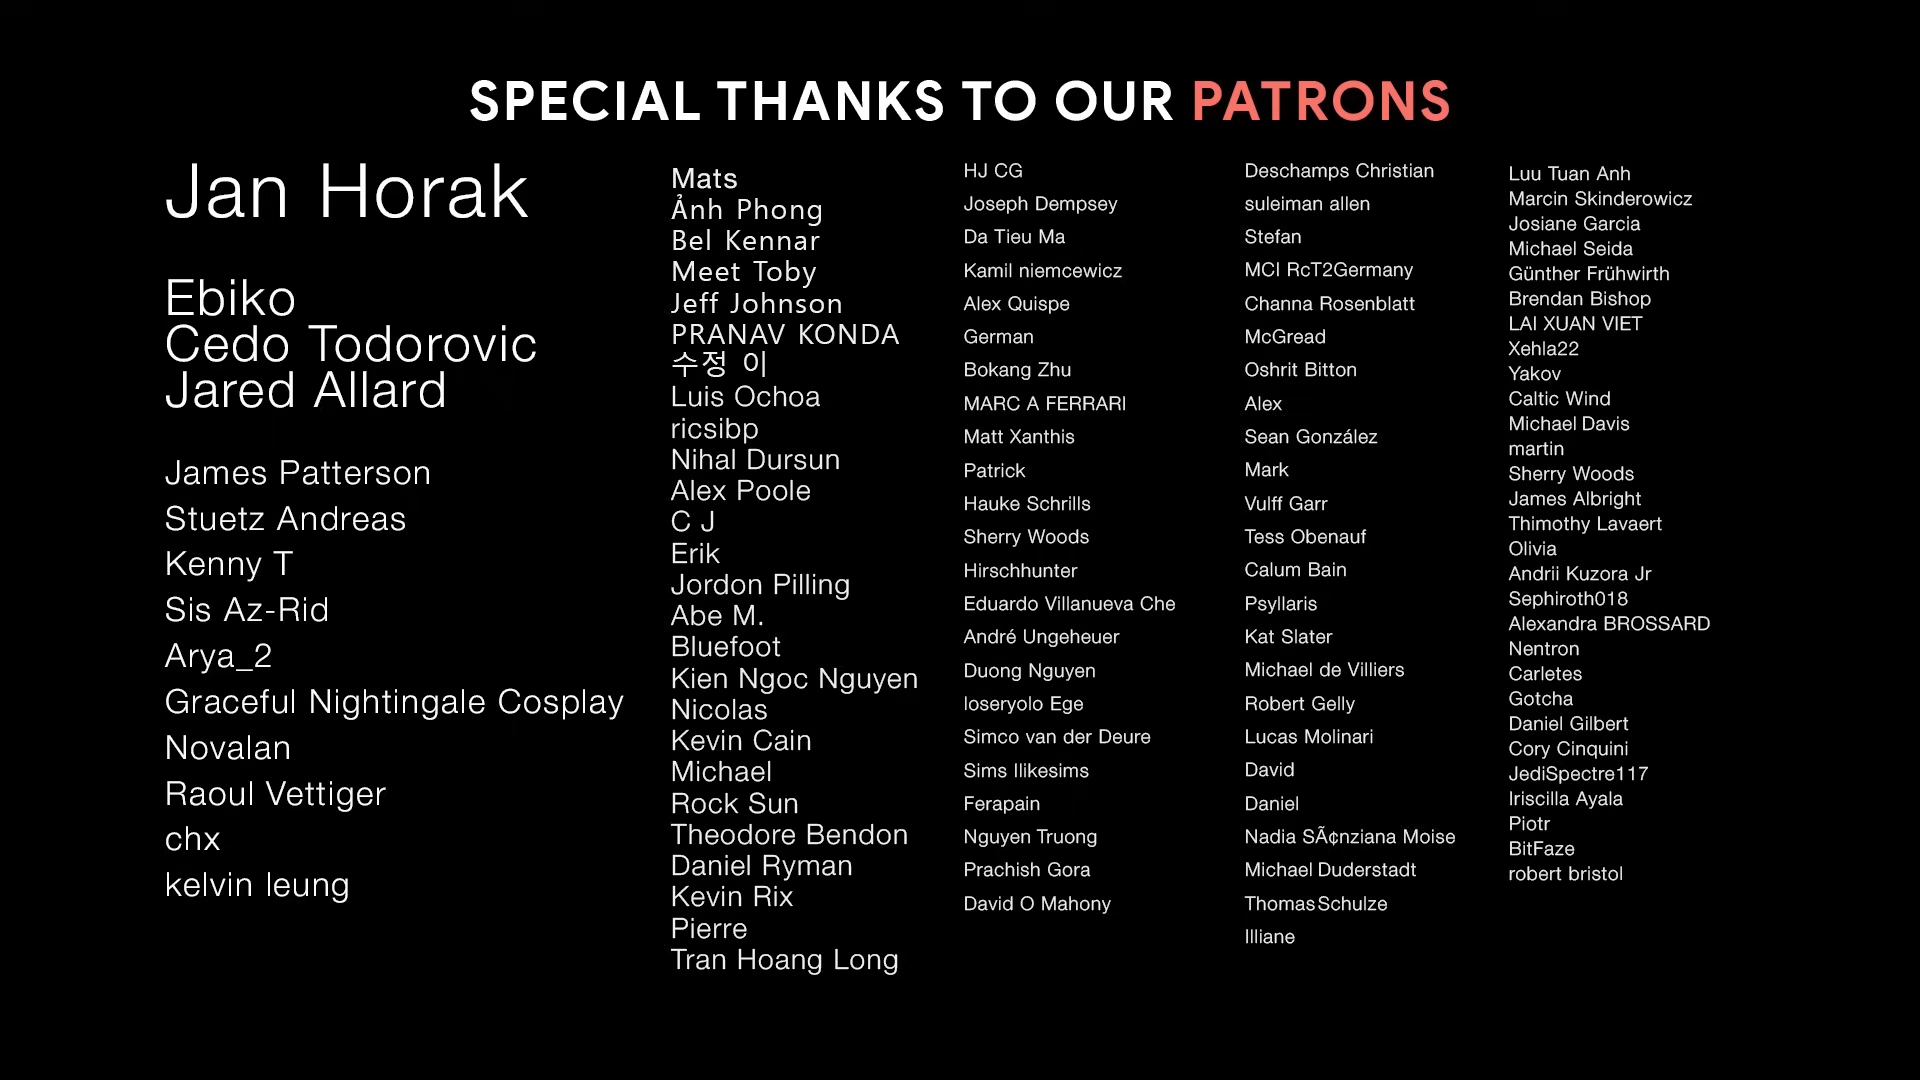 SPECIAL THANKS TO OUR PATRONS
Jan Horak
Ebiko
Cedo Todorovic
Jared Allard
James Patterson
Stuetz Andreas
Kenny T
Sis Az-Rid
Arya_2
Graceful Nightingale Cosplay
Novalan
Raoul Vettiger
chx
kelvin leung
Mats
Ảnh Phong
Bel Kennar
Meet Toby
Jeff Johnson
PRANAV KONDA
수정 이
Luis Ochoa
ricsibp
Nihal Dursun
Alex Poole
C J
Erik
Jordon Pilling
Abe M.
Bluefoot
Kien Ngoc Nguyen
Nicolas
Kevin Cain
Michael
Rock Sun
Theodore Bendon
Daniel Ryman
Kevin Rix
Pierre
Tran Hoang Long
HJ CG
Joseph Dempsey
Da Tieu Ma
Kamil niemcewicz
Alex Quispe
German
Bokang Zhu
MARC A FERRARI
Matt Xanthis
Patrick
Hauke Schrills
Sherry Woods
Hirschhunter
Eduardo Villanueva Che
André Ungeheuer
Duong Nguyen
loseryolo Ege
Simco van der Deure
Sims Ilikesims
Ferapain
Nguyen Truong
Prachish Gora
David O Mahony
Deschamps Christian
suleiman allen
Stefan
MCI RcT2Germany
Channa Rosenblatt
McGread
Oshrit Bitton
Alex
Sean González
Mark
Vulff Garr
Tess Obenauf
Calum Bain
Psyllaris
Kat Slater
Michael de Villiers
Robert Gelly
Lucas Molinari
David
Daniel
Nadia SÃ¢nziana Moise
Michael Duderstadt
Thomas Schulze
Illiane
Luu Tuan Anh
Marcin Skinderowicz
Josiane Garcia
Michael Seida
Günther Frühwirth
Brendan Bishop
LAI XUAN VIET
Xehla22
Yakov
Caltic Wind
Michael Davis
martin
Sherry Woods
James Albright
Thimothy Lavaert
Olivia
Andrii Kuzora Jr
Sephiroth018
Alexandra BROSSARD
Nentron
Carletes
Gotcha
Daniel Gilbert
Cory Cinquini
JediSpectre117
Iriscilla Ayala
Piotr
BitFaze
robert bristol